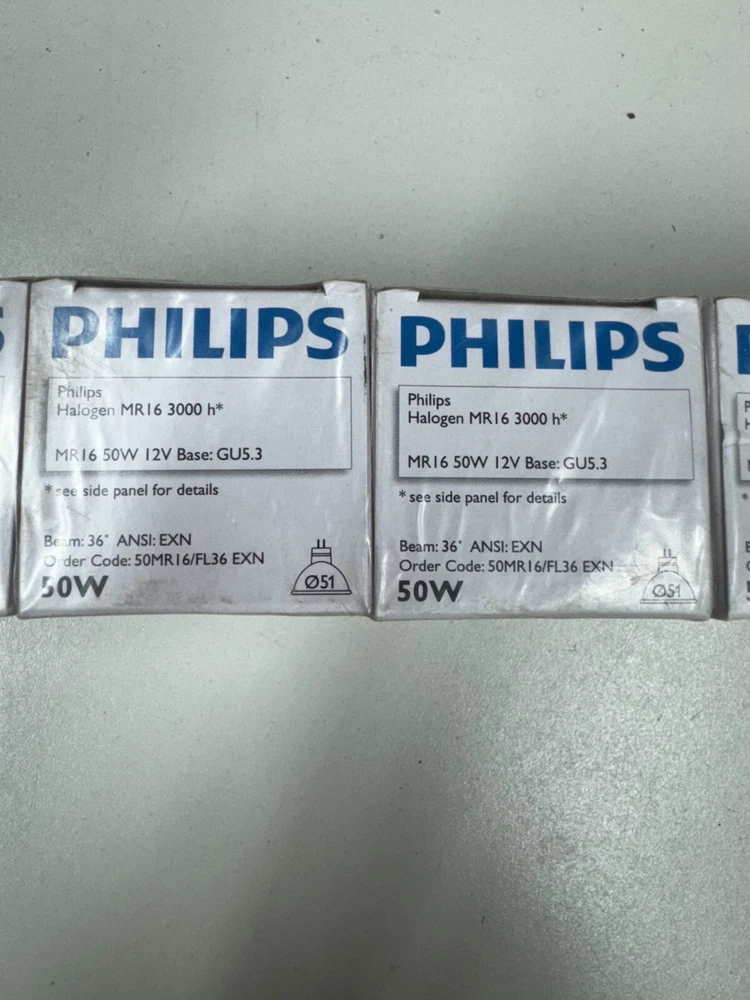 PHILIPS
Philips
Halogen MR16 3000 h*
MR16 50W 12V Base: GU5.3
* see side panel for details
Beam: 36° ANSI: EXN
Order Code: 50MR16/FL36 EXN
50W
Ø51
PHILIPS
Philips
Halogen MR16 3000 h*
MR16 50W 12V Base: GU5.3
* see side panel for details
Beam: 36° ANSI: EXN
Order Code: 50MR16/FL36 EXN
50W
Ø51